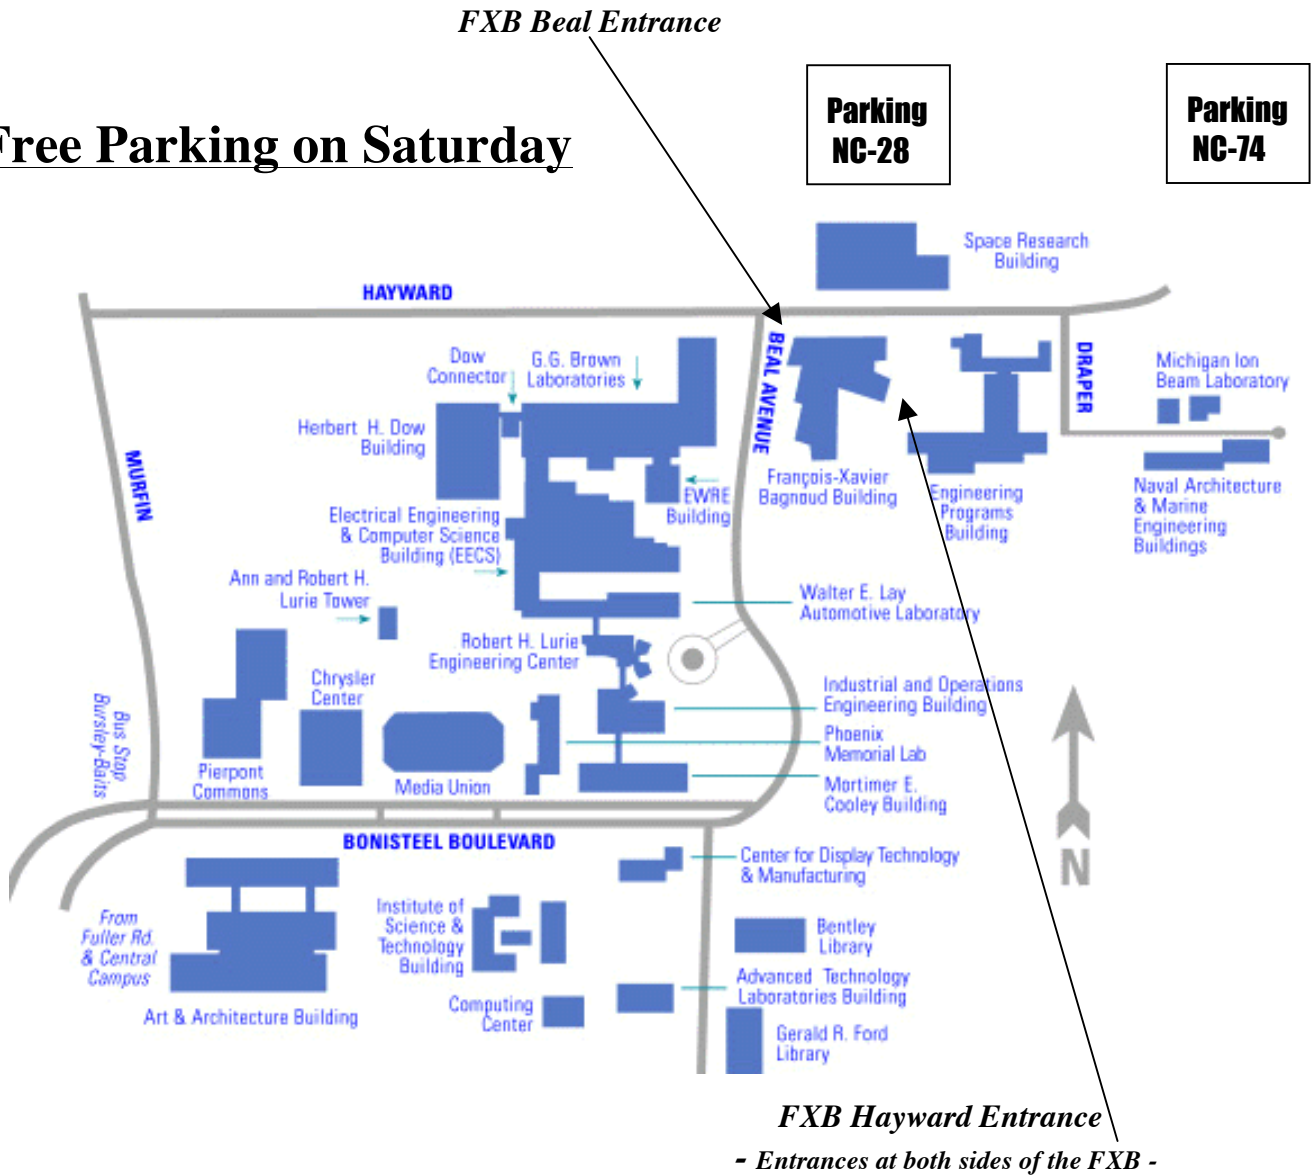 FXB Beal Entrance
Parking
NC-28
Parking
NC-74
Free Parking on Saturday
Space Research
Building
HAYWARD
BEAL AVENUE
DRAPER
MURFIN
Dow
Connector
G.G. Brown
Laboratories
Michigan Ion
Beam Laboratory
Herbert H. Dow
Building
François-Xavier
Bagnoud Building
EWRE
Building
Engineering
Programs
Building
Naval Architecture
& Marine
Engineering
Buildings
Electrical Engineering
& Computer Science
Building (EECS)
Ann and Robert H.
Lurie Tower
Walter E. Lay
Automotive Laboratory
Robert H. Lurie
Engineering Center
Chrysler
Center
Industrial and Operations
Engineering Building
Bus Stop
Bursley-Baits
Phoenix
Memorial Lab
Pierpont
Commons
Media Union
Mortimer E.
Cooley Building
BONISTEEL BOULEVARD
N
Center for Display Technology
& Manufacturing
From
Fuller Rd.
& Central
Campus
Institute of
Science &
Technology
Building
Bentley
Library
Advanced Technology
Laboratories Building
Art & Architecture Building
Computing
Center
Gerald R. Ford
Library
FXB Hayward Entrance
- Entrances at both sides of the FXB -